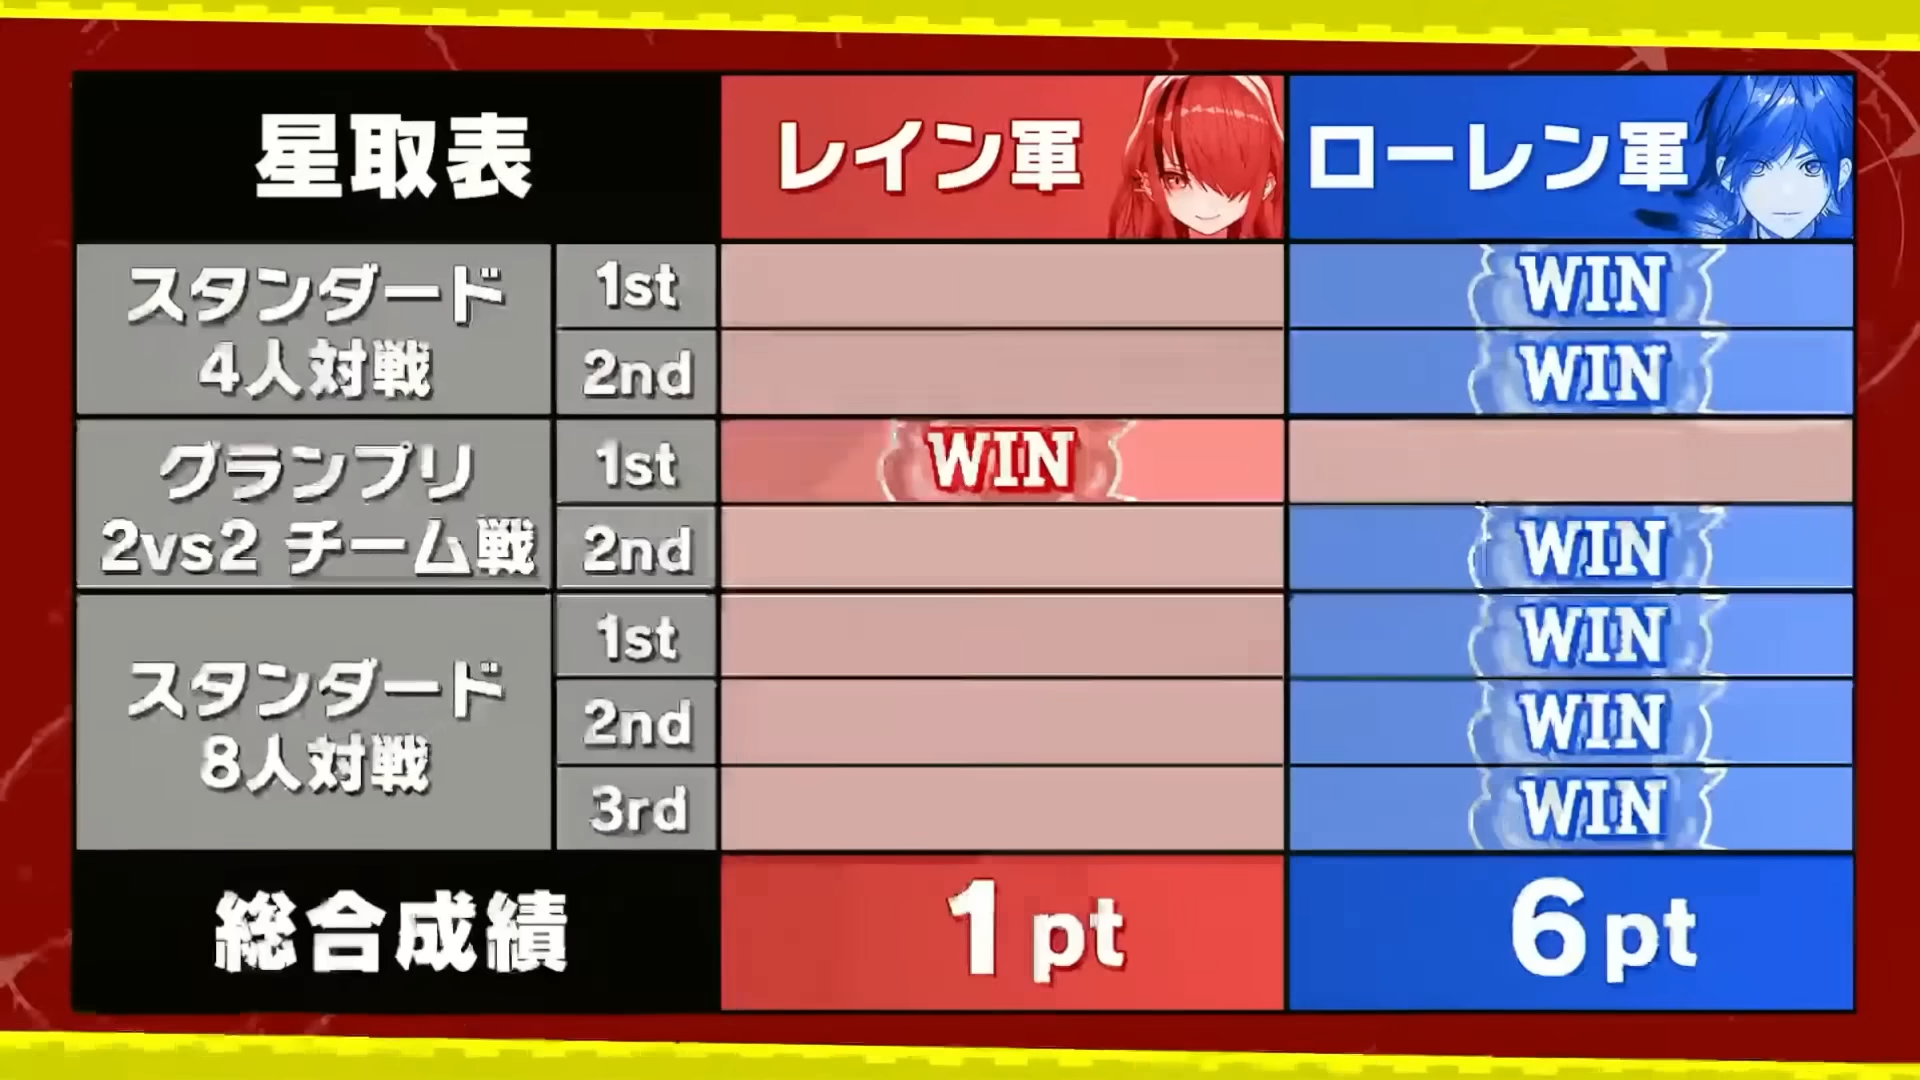 星取表 レイン軍 ローレン軍
スタンダード
4人対戦
1st WIN
2nd WIN
グランプリ
2vs2 チーム戦
1st WIN
2nd WIN
スタンダード
8人対戦
1st WIN
2nd WIN
3rd WIN
総合成績 1pt 6pt